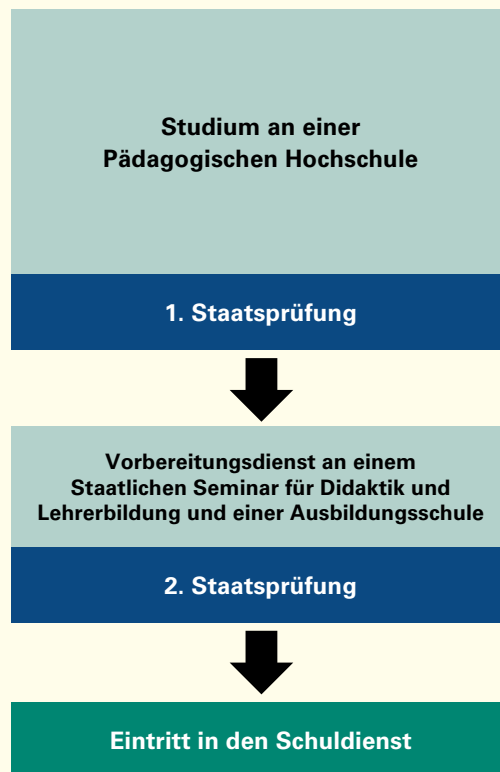 Studium an einer
Pädagogischen Hochschule
1. Staatsprüfung
Vorbereitungsdienst an einem
Staatlichen Seminar für Didaktik und
Lehrerbildung und einer Ausbildungsschule
2. Staatsprüfung
Eintritt in den Schuldienst